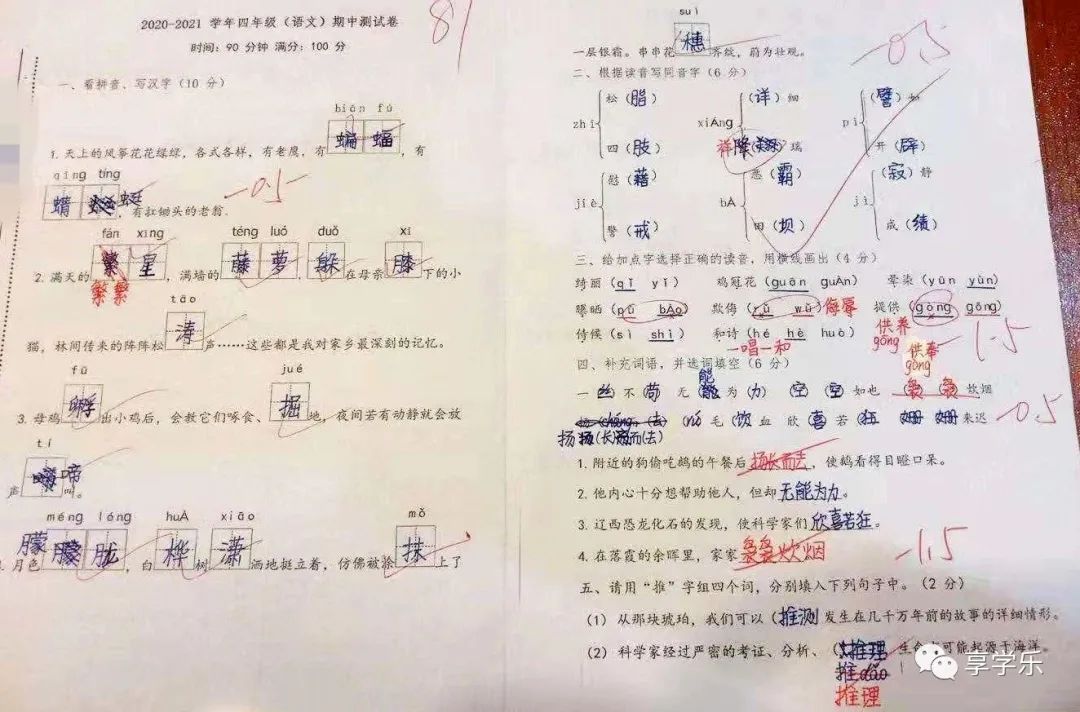 2020-2021 学年四年级（语文）期中测试卷
81
时间：90 分钟 满分：100 分
一、看拼音、写汉字（10 分）
biān fú
1. 天上的风筝花花绿绿，各式各样，有老鹰，有蝙蝠，有
qīng tíng
蜻蜓，有扛锄头的老翁.
-0.5
fán xīng téng luó duǒ xī
2. 满天的繁星，满墙的藤萝，躲在母亲膝下的小
繁 繁
tāo
猫，林间传来的阵阵松涛声……这些都是我对家乡最深刻的记忆。
fū jué
3. 母鸡孵出小鸡后，会教它们啄食、掘地，夜间若有动静就会放
tí
声啼叫。
méng lóng huà xiāo mǒ
月色朦胧，白桦树潇洒地挺立着，仿佛被涂抹上了
suì
一层银霜。串串花穗齐绽，蔚为壮观。
-0.5
二、根据读音写同音字（6 分）
zhī 松（脂） 四（肢）
xiáng （详）细 （祥）瑞
pì （譬）如 开（辟）
jiè 慰（藉） 警（戒）
bà 恶（霸） 田（坝）
jì （寂）静 成（绩）
三、给加点字选择正确的读音，用横线画出（4 分）
绮丽（qǐ yǐ） 鸡冠花（guān guàn） 晕染（yūn yùn）
曝晒（pù bào） 欺侮（rǔ wǔ）侮辱 提供（gòng gōng）
侍候（sì shì） 和诗（hé hè huò） 供养
一唱一和 gōng 供奉 gòng -1.5
四、补充词语，并选词填空（6 分）
一（丝）不（苟） 无（能）为（力） （空）（空）如也 （袅）（袅）炊烟
扬（长）而（去） 毛（饮）血 欣（喜）若（狂） 姗 姗来迟
-0.5
1. 附近的狗偷吃鹅的午餐后扬长而去，使鹅看得目瞪口呆。
2. 他内心十分想帮助他人，但却无能为力。
3. 辽西恐龙化石的发现，使科学家们欣喜若狂。
4. 在落霞的余晖里，家家袅袅炊烟
-1.5
五、请用“推”字组四个词，分别填入下列句子中。（2 分）
（1） 从那块琥珀，我们可以（推测 发生在几千万年前的故事的详细情形。
（2） 科学家经过严密的考证、分析、（推理 生命有可能起源于海洋。
推dǎo
推理
享学乐